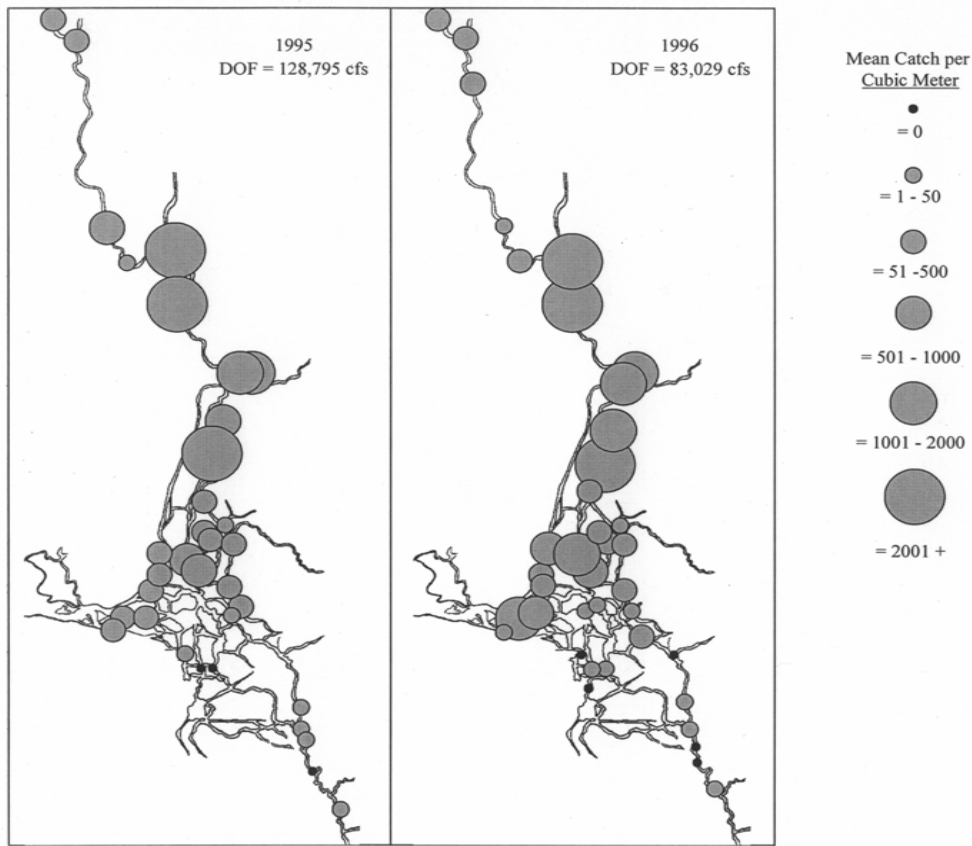 1995
DOF = 128,795 cfs
1996
DOF = 83,029 cfs
Mean Catch per
Cubic Meter
= 0
= 1 - 50
= 51 -500
= 501 - 1000
= 1001 - 2000
= 2001 +